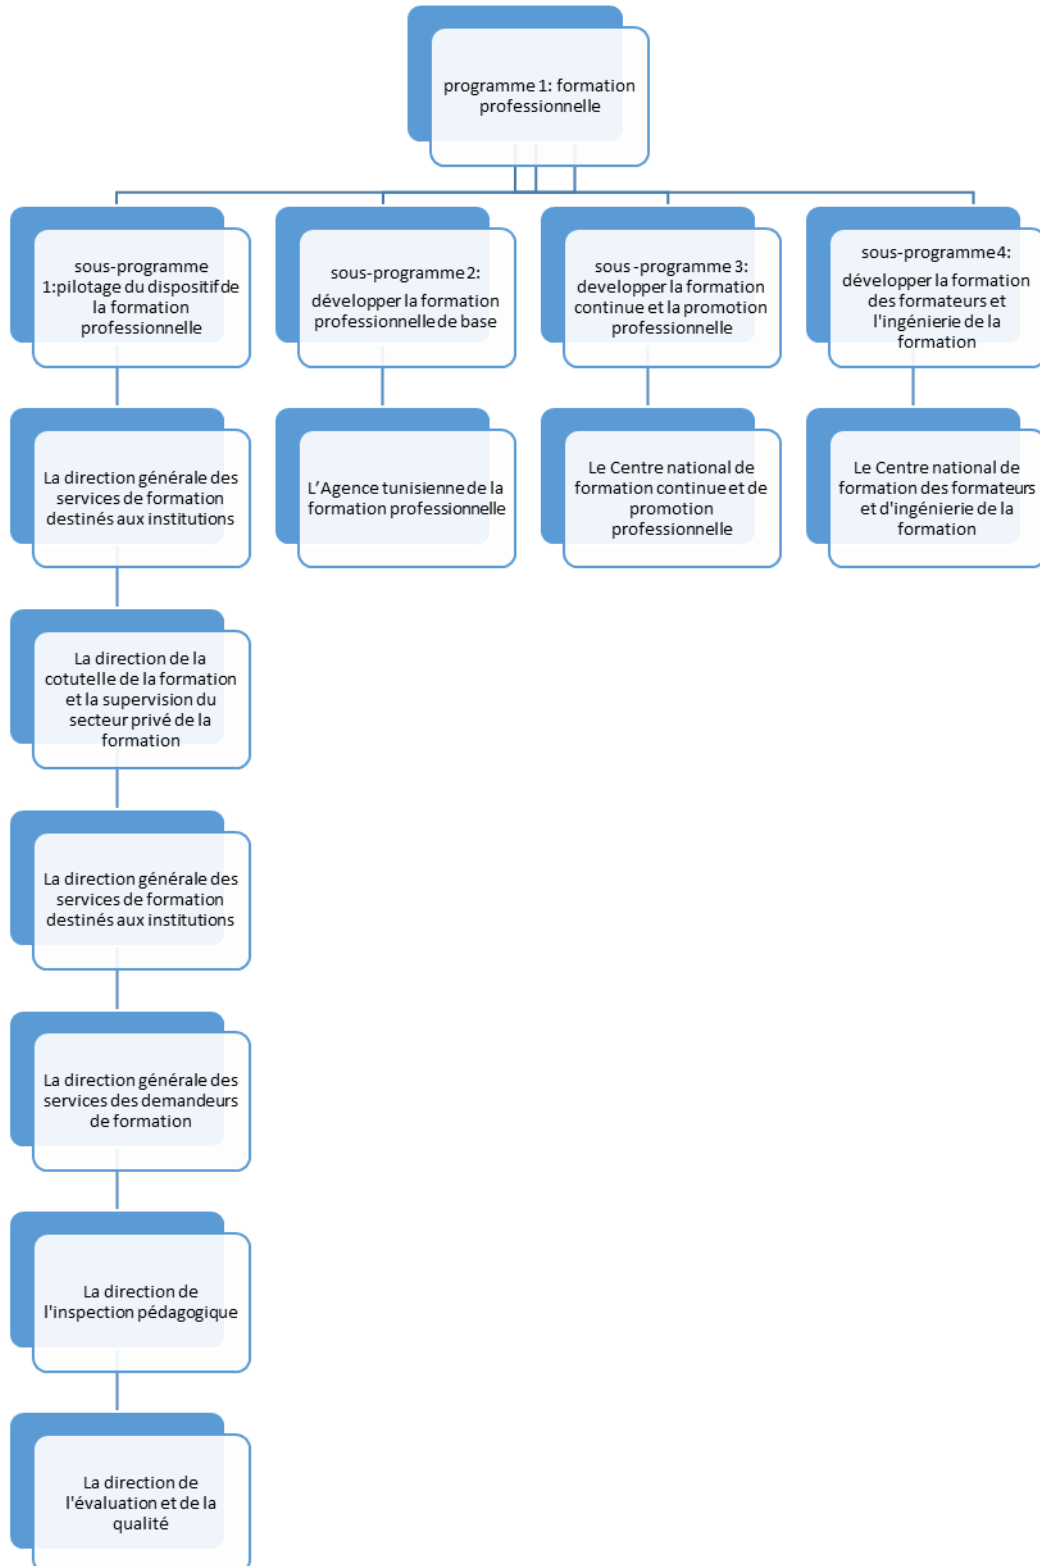 programme 1: formation
professionnelle
sous-programme
1:pilotage du dispositif de
la formation
professionnelle
sous-programme 2:
développer la formation
professionnelle de base
sous -programme 3:
developper la formation
continue et la promotion
professionnelle
sous-programme 4:
développer la formation
des formateurs et
l'ingénierie de la
formation
La direction générale des
services de formation
destinés aux institutions
L’Agence tunisienne de la
formation professionnelle
Le Centre national de
formation continue et de
promotion
professionnelle
Le Centre national de
formation des formateurs
et d'ingénierie de la
formation
La direction de la
cotutelle de la formation
et la supervision du
secteur privé de la
formation
La direction générale des
services de formation
destinés aux institutions
La direction générale des
services des demandeurs
de formation
La direction de
l'inspection pédagogique
La direction de
l'évaluation et de la
qualité